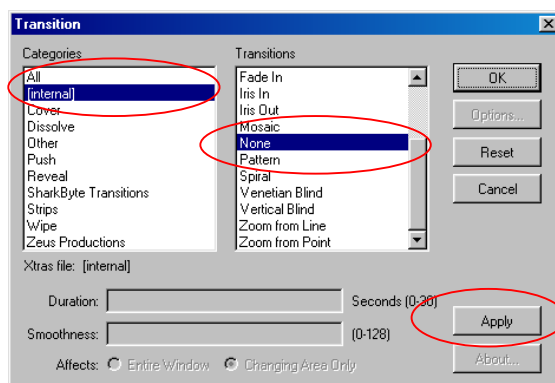 Transition
Categories
Transitions
All
[internal]
Cover
Dissolve
Other
Push
Reveal
SharkByte Transitions
Strips
Wipe
Zeus Productions
Fade In
Iris In
Iris Out
Mosaic
None
Pattern
Spiral
Venetian Blind
Vertical Blind
Zoom from Line
Zoom from Point
OK
Options...
Reset
Cancel
Xtras file: [internal]
Duration: Seconds (0-30)
Smoothness: (0-128)
Affects: Entire Window Changing Area Only
Apply
About...